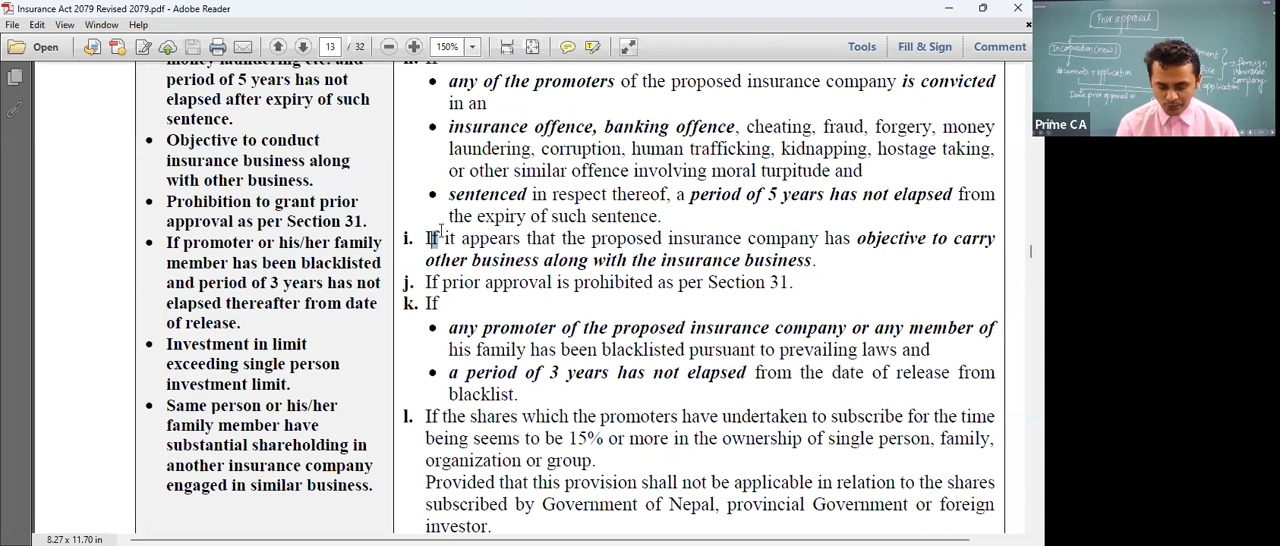 Insurance Act 2079 Revised 2079.pdf - Adobe Reader
File Edit View Window Help
Open 13 / 32 150% Tools Fill & Sign Comment
money laundering etc. and
period of 5 years has not
elapsed after expiry of such
sentence.
• Objective to conduct
insurance business along
with other business.
• Prohibition to grant prior
approval as per Section 31.
• If promoter or his/her family
member has been blacklisted
and period of 3 years has not
elapsed thereafter from date
of release.
• Investment in limit
exceeding single person
investment limit.
• Same person or his/her
family member have
substantial shareholding in
another insurance company
engaged in similar business.
h. If
• any of the promoters of the proposed insurance company is convicted
in an
• insurance offence, banking offence, cheating, fraud, forgery, money
laundering, corruption, human trafficking, kidnapping, hostage taking,
or other similar offence involving moral turpitude and
• sentenced in respect thereof, a period of 5 years has not elapsed from
the expiry of such sentence.
i. If it appears that the proposed insurance company has objective to carry
other business along with the insurance business.
j. If prior approval is prohibited as per Section 31.
k. If
• any promoter of the proposed insurance company or any member of
his family has been blacklisted pursuant to prevailing laws and
• a period of 3 years has not elapsed from the date of release from
blacklist.
l. If the shares which the promoters have undertaken to subscribe for the time
being seems to be 15% or more in the ownership of single person, family,
organization or group.
Provided that this provision shall not be applicable in relation to the shares
subscribed by Government of Nepal, provincial Government or foreign
investor.
8.27 x 11.70 in
Prior approval
Incorporation (new)
documents + application
foreign
insurance
company
application
Prime CA